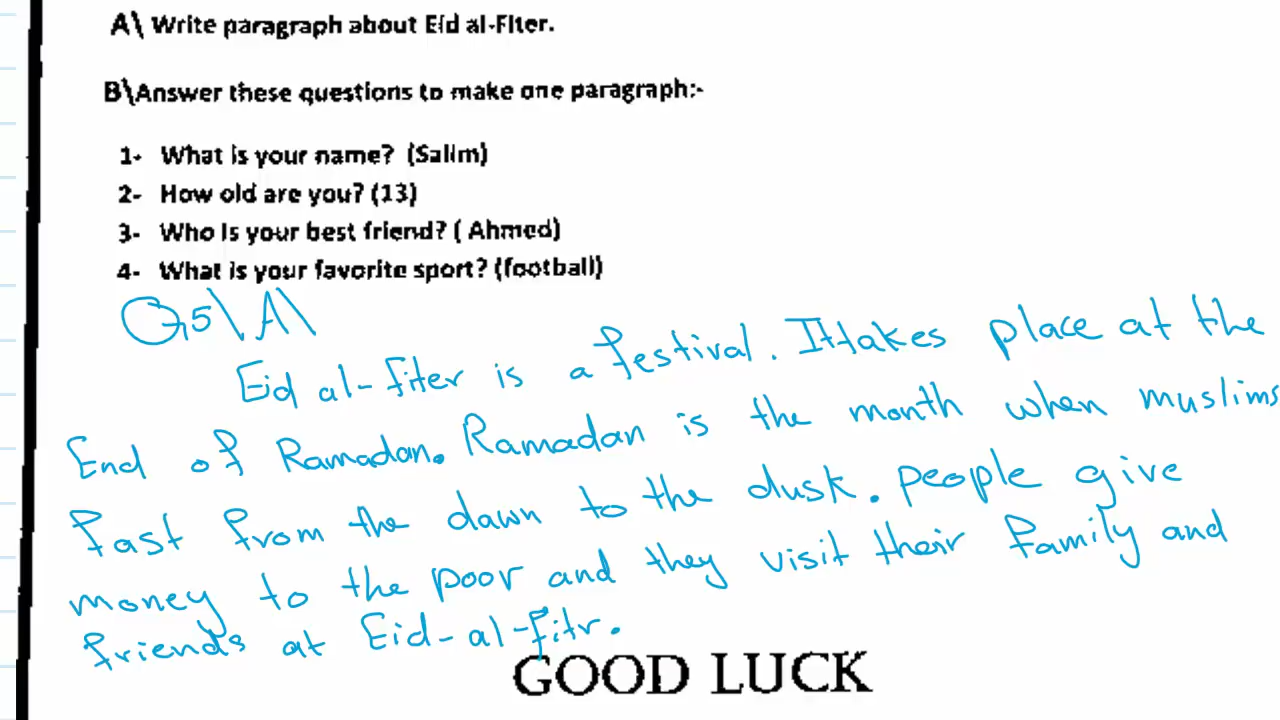 A\ Write paragraph about Eid al-Fiter.
B\Answer these questions to make one paragraph:-
1- What is your name? (Salim)
2- How old are you? (13)
3- Who is your best friend? ( Ahmed)
4- What is your favorite sport? (football)
Q5\ A\
Eid al-fiter is a festival. It takes place at the
End of Ramadan. Ramadan is the month when muslims
fast from the dawn to the dusk. people give
money to the poor and they visit their family and
friends at Eid-al-fitr.
GOOD LUCK